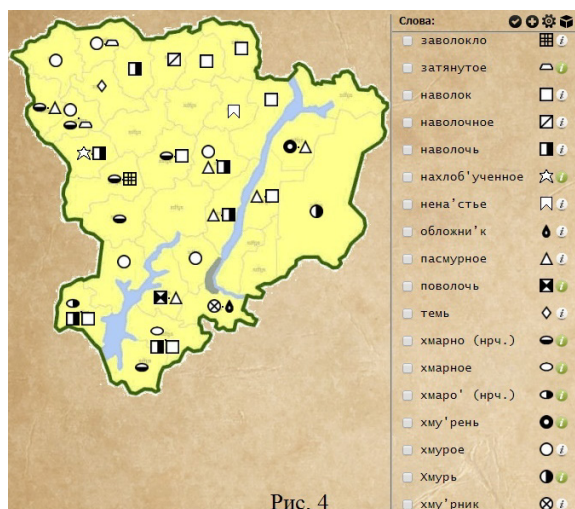 Слова:
заволокло
затянутое
наволок
наволочное
наволочь
нахлоб'ученное
нена'стье
обложни'к
пасмурное
поволочь
темь
хмарно (нрч.)
хмарное
хмаро' (нрч.)
хму'рень
хмурое
Хмурь
хму'рник
Рис. 4